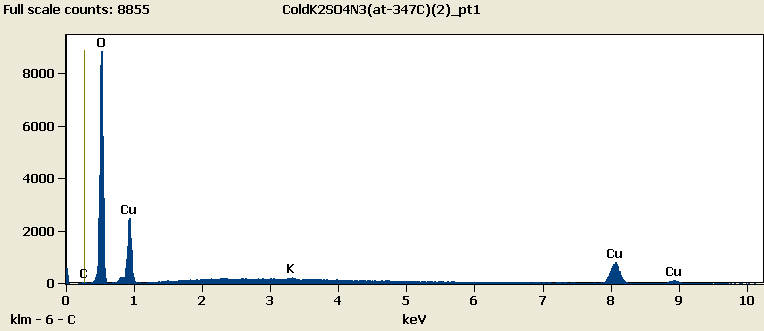 Full scale counts: 8855 ColdK2SO4N3(at-347C)(2)_pt1
O
8000
6000
4000
Cu
2000
C K Cu Cu
0
0 1 2 3 4 5 6 7 8 9 10
klm - 6 - C keV